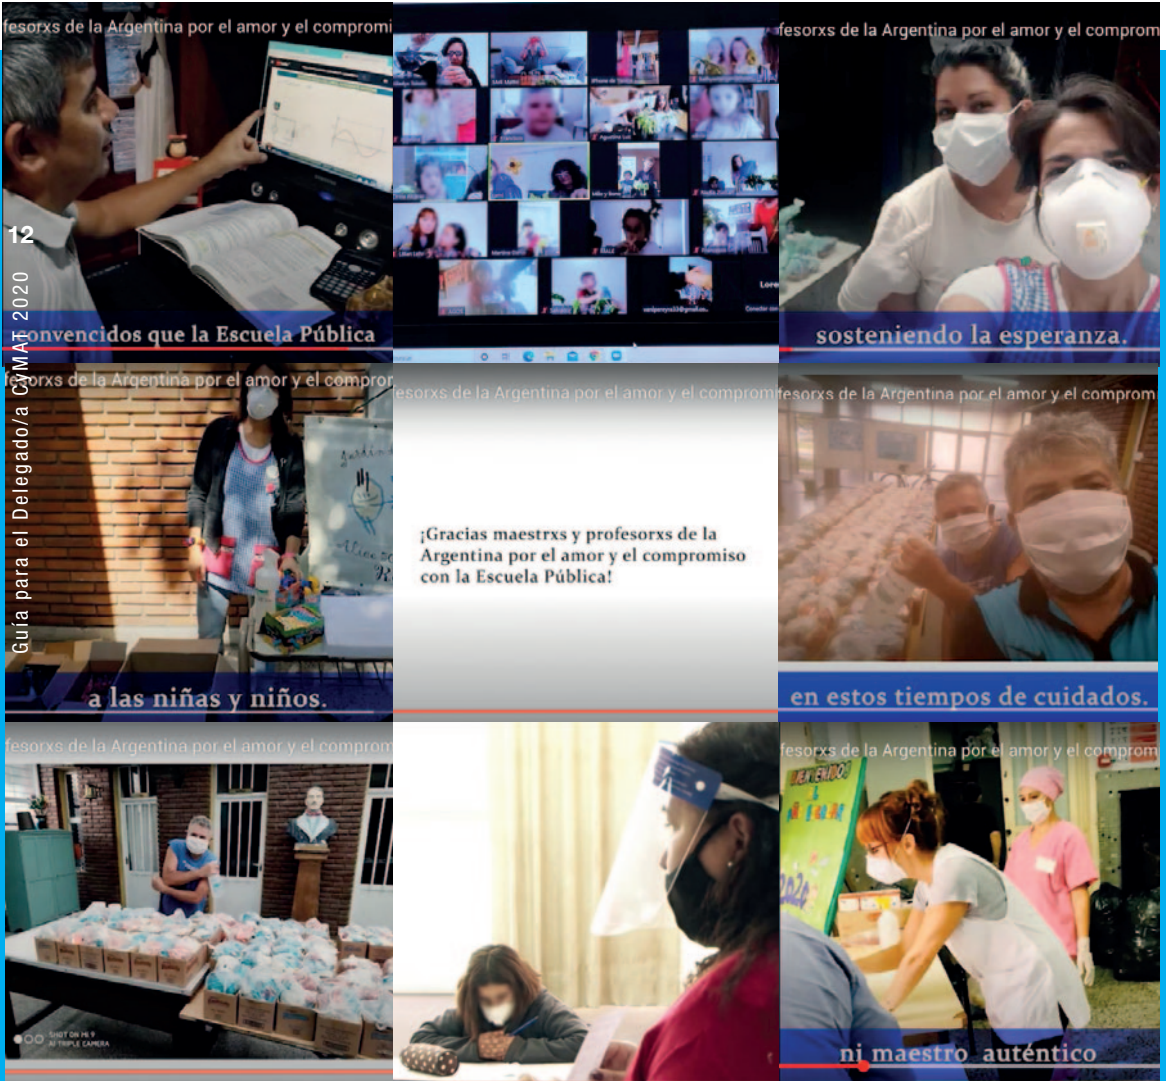 fesorxs de la Argentina por el amor y el compromi
convencidos que la Escuela Pública
12
Guía para el Delegado/a CyMAT 2020
fesorxs de la Argentina por el amor y el comprom
sosteniendo la esperanza.
fesorxs de la Argentina por el amor y el compror
a las niñas y niños.
esorxs de la Argentina por el amor y el comprom
¡Gracias maestrxs y profesorxs de la
Argentina por el amor y el compromiso
con la Escuela Pública!
fesorxs de la Argentina por el amor y el comprom
en estos tiempos de cuidados.
fesorxs de la Argentina por el amor y el comprom
SHOT ON MI 9
AI TRIPLE CAMERA
fesorxs de la Argentina por el amor y el comprom
2020
ni maestro auténtico